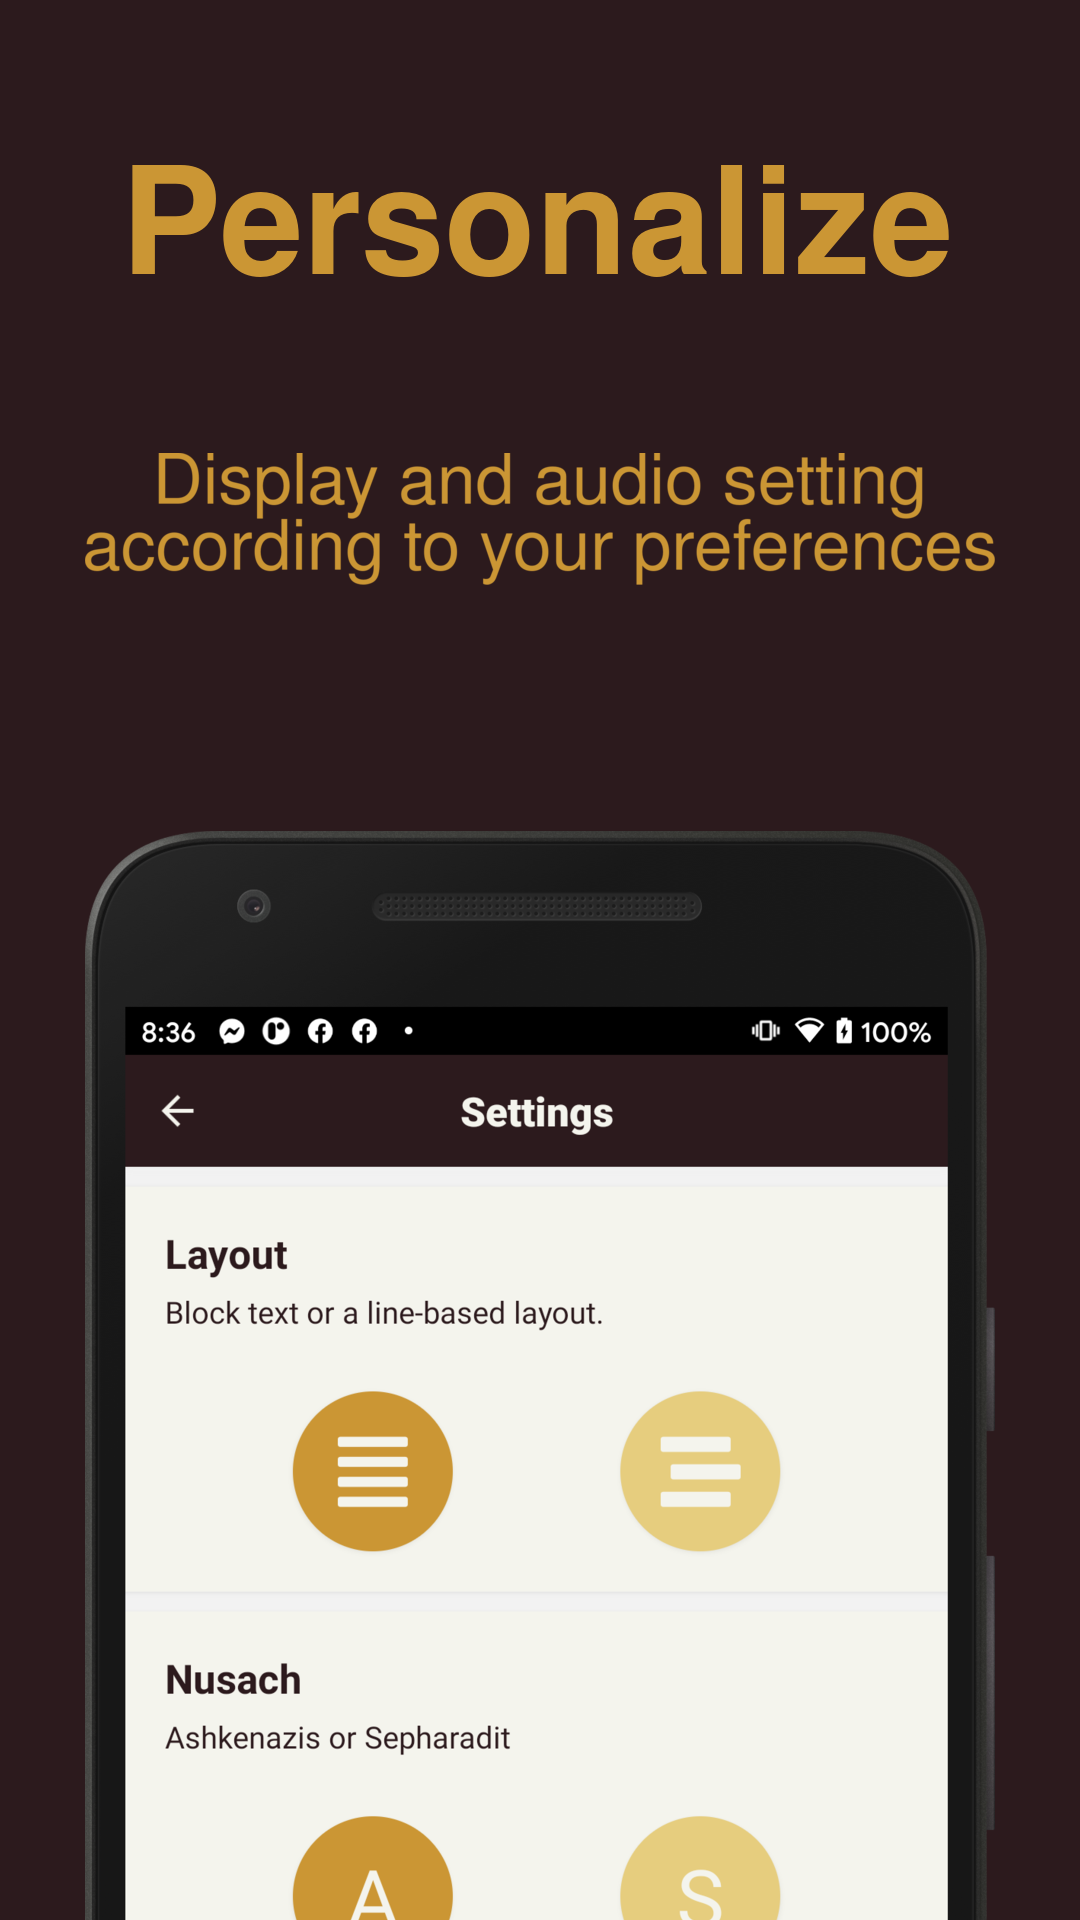 Personalize
Display and audio setting
according to your preferences
8:36
100%
Settings
Layout
Block text or a line-based layout.
Nusach
Ashkenazis or Sepharadit
A
S